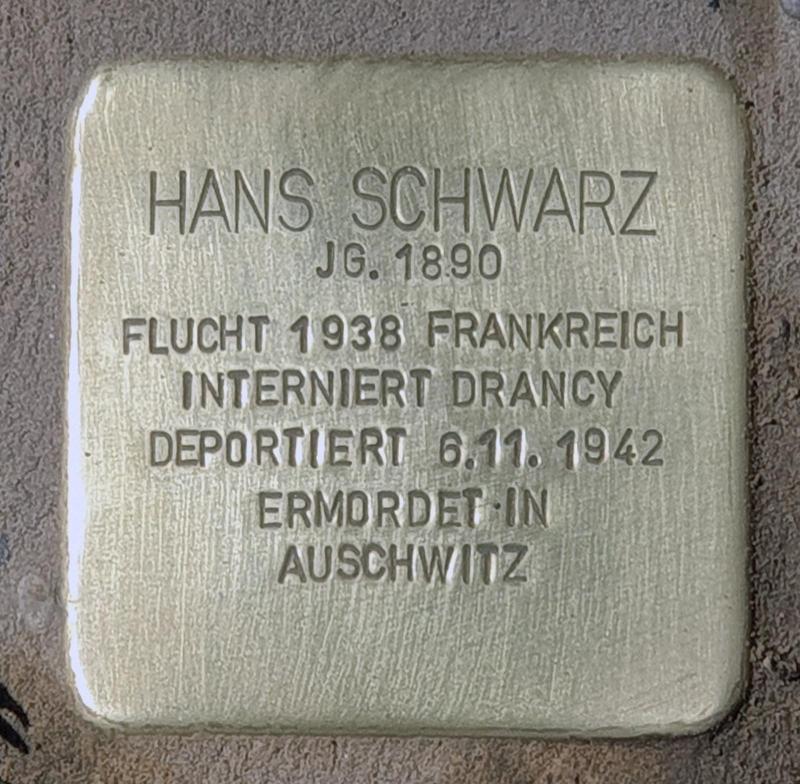 HANS SCHWARZ
JG. 1890
FLUCHT 1938 FRANKREICH
INTERNIERT DRANCY
DEPORTIERT 6.11.1942
ERMORDET IN
AUSCHWITZ